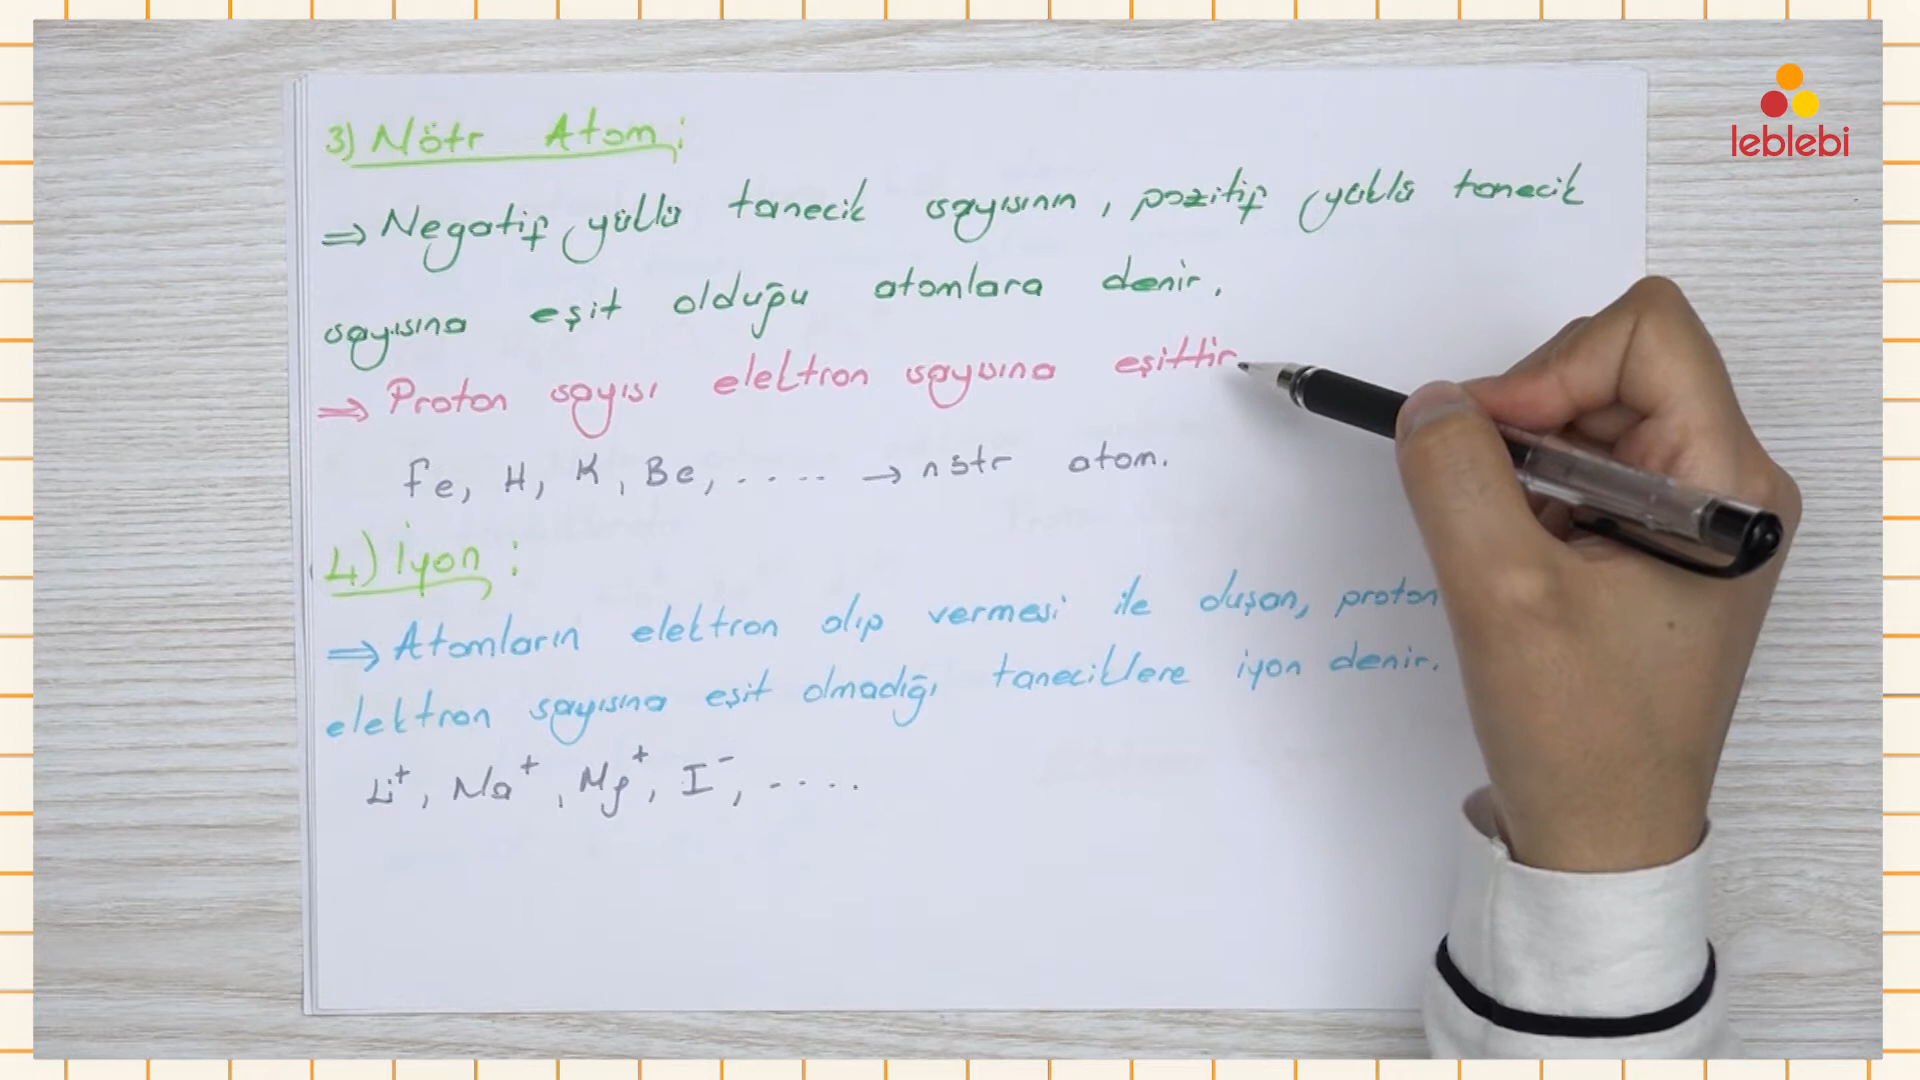 leblebi
3) Nötr Atom:
⇒ Negatif yüklü tanecik sayısının, pozitif yüklü tanecik
sayısına eşit olduğu atomlara denir.
⇒ Proton sayısı elektron sayısına eşittir
Fe, H, K, Be, .... → nötr atom.
4) İyon :
⇒ Atomların elektron alıp vermesi ile duşan, proton
elektron sayısına eşit olmadığı taneciklere iyon denir.
Li⁺, Na⁺, Mg⁺, I⁻, ....